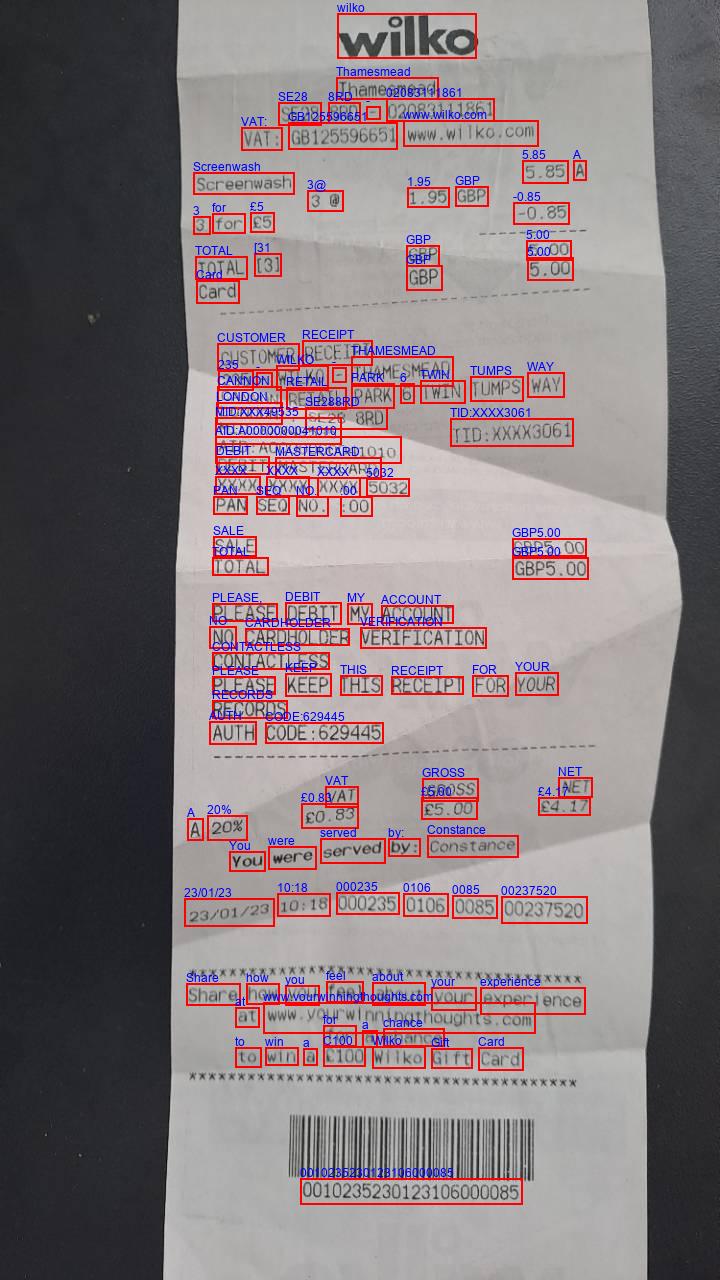 wilko
Thamesmead
SE28 8RD - 02083111861
VAT: GB125596651 www.wilko.com
Screenwash 5.85 A
3 @ 1.95 GBP
3 for £5 -0.85
GBP 5.00
TOTAL [3] GBP 5.00
Card
CUSTOMER RECEIPT
235 - WILKO - THAMESMEAD
CANNON RETAIL PARK 6 TWIN TUMPS WAY
LONDON SE28 8RD
MID:XXX49535 TID:XXXX3061
AID:A0000000041010
DEBIT MASTERCARD
XXXX XXXX XXXX 5032
PAN SEQ NO. :00
SALE GBP5.00
TOTAL GBP5.00
PLEASE DEBIT MY ACCOUNT
NO CARDHOLDER VERIFICATION
CONTACTLESS
PLEASE KEEP THIS RECEIPT FOR YOUR
RECORDS
AUTH CODE:629445
VAT GROSS NET
A 20% £0.83 £5.00 £4.17
You were served by: Constance
23/01/23 10:18 000235 0106 0085 00237520
Share how you feel about your experience
at www.yourwinningthoughts.com
for a chance
to win a £100 Wilko Gift Card
0010235230123106000085